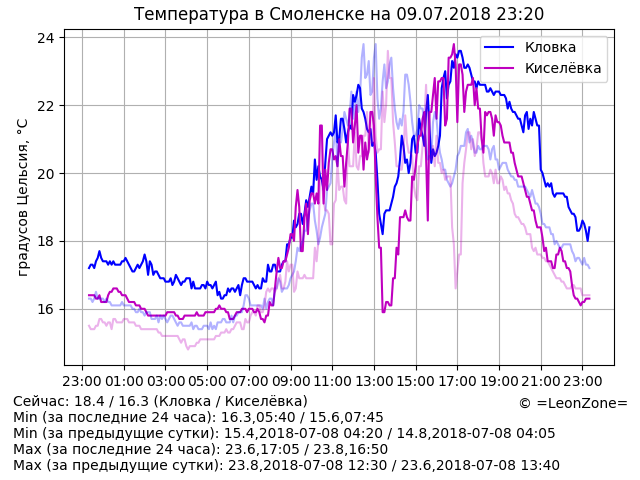 Температура в Смоленске на 09.07.2018 23:20
градусов Цельсия, °C
24
22
20
18
16
Кловка
Киселёвка
23:00 01:00 03:00 05:00 07:00 09:00 11:00 13:00 15:00 17:00 19:00 21:00 23:00
Сейчас: 18.4 / 16.3 (Кловка / Киселёвка)
© =LeonZone=
Min (за последние 24 часа): 16.3,05:40 / 15.6,07:45
Min (за предыдущие сутки): 15.4,2018-07-08 04:20 / 14.8,2018-07-08 04:05
Max (за последние 24 часа): 23.6,17:05 / 23.8,16:50
Max (за предыдущие сутки): 23.8,2018-07-08 12:30 / 23.6,2018-07-08 13:40